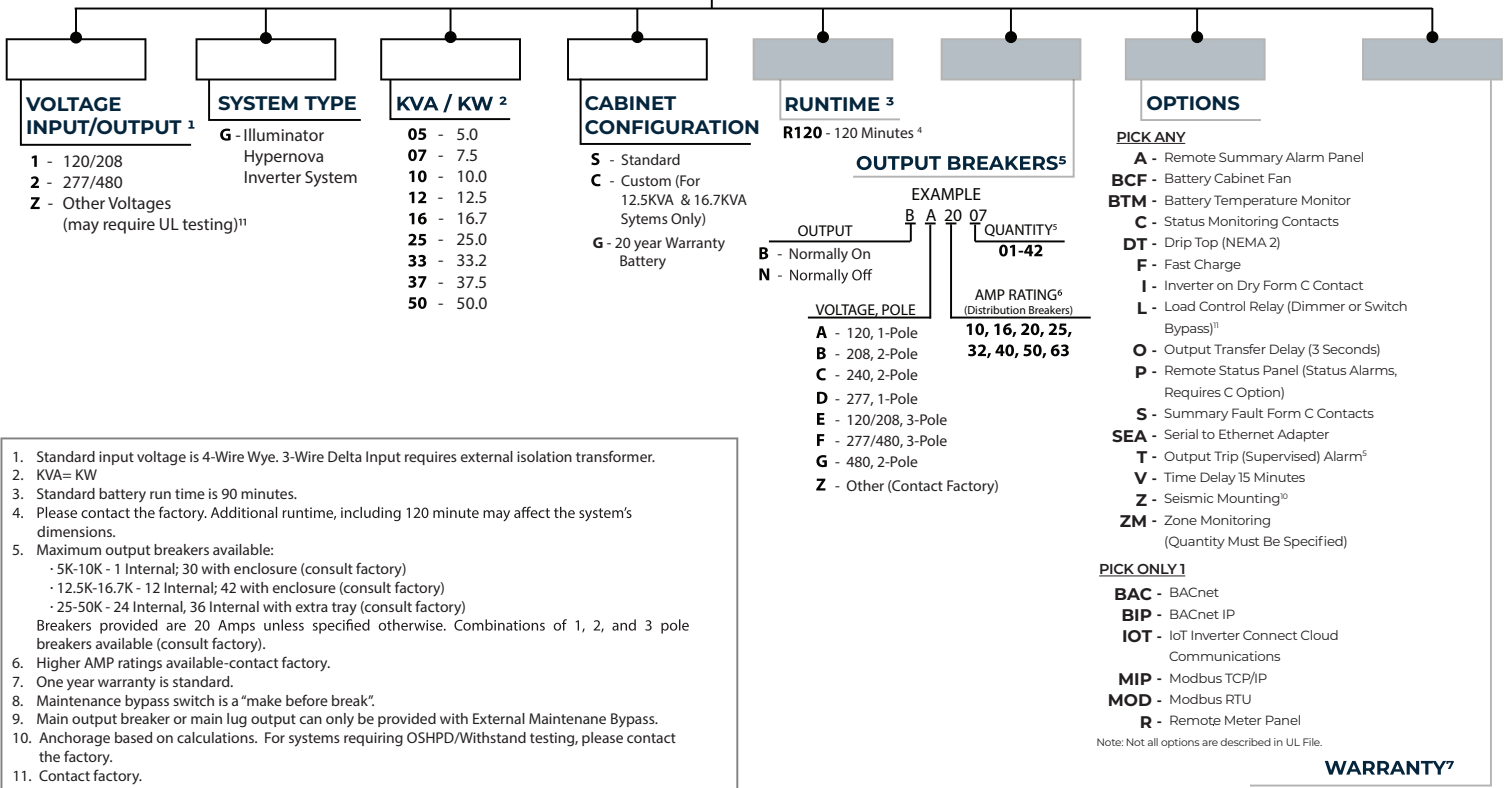 VOLTAGE
INPUT/OUTPUT ¹
1 - 120/208
2 - 277/480
Z - Other Voltages
(may require UL testing)¹¹
SYSTEM TYPE
G - Illuminator
Hypernova
Inverter System
KVA / KW ²
05 - 5.0
07 - 7.5
10 - 10.0
12 - 12.5
16 - 16.7
25 - 25.0
33 - 33.2
37 - 37.5
50 - 50.0
CABINET
CONFIGURATION
S - Standard
C - Custom (For
12.5KVA & 16.7KVA
Sytems Only)
G - 20 year Warranty
Battery
RUNTIME ³
R120 - 120 Minutes ⁴
OUTPUT BREAKERS⁵
EXAMPLE
B A 20 07
OUTPUT
B - Normally On
N - Normally Off
QUANTITY⁵
01-42
VOLTAGE, POLE
A - 120, 1-Pole
B - 208, 2-Pole
C - 240, 2-Pole
D - 277, 1-Pole
E - 120/208, 3-Pole
F - 277/480, 3-Pole
G - 480, 2-Pole
Z - Other (Contact Factory)
AMP RATING⁶
(Distribution Breakers)
10, 16, 20, 25,
32, 40, 50, 63
OPTIONS
PICK ANY
A - Remote Summary Alarm Panel
BCF - Battery Cabinet Fan
BTM - Battery Temperature Monitor
C - Status Monitoring Contacts
DT - Drip Top (NEMA 2)
F - Fast Charge
I - Inverter on Dry Form C Contact
L - Load Control Relay (Dimmer or Switch
Bypass)¹¹
O - Output Transfer Delay (3 Seconds)
P - Remote Status Panel (Status Alarms,
Requires C Option)
S - Summary Fault Form C Contacts
SEA - Serial to Ethernet Adapter
T - Output Trip (Supervised) Alarm⁵
V - Time Delay 15 Minutes
Z - Seismic Mounting¹⁰
ZM - Zone Monitoring
(Quantity Must Be Specified)
PICK ONLY 1
BAC - BACnet
BIP - BACnet IP
IOT - IoT Inverter Connect Cloud
Communications
MIP - Modbus TCP/IP
MOD - Modbus RTU
R - Remote Meter Panel
Note: Not all options are described in UL File.
WARRANTY⁷
1. Standard input voltage is 4-Wire Wye. 3-Wire Delta Input requires external isolation transformer.
2. KVA= KW
3. Standard battery run time is 90 minutes.
4. Please contact the factory. Additional runtime, including 120 minute may affect the system's
dimensions.
5. Maximum output breakers available:
· 5K-10K - 1 Internal; 30 with enclosure (consult factory)
· 12.5K-16.7K - 12 Internal; 42 with enclosure (consult factory)
· 25-50K - 24 Internal, 36 Internal with extra tray (consult factory)
Breakers provided are 20 Amps unless specified otherwise. Combinations of 1, 2, and 3 pole
breakers available (consult factory).
6. Higher AMP ratings available-contact factory.
7. One year warranty is standard.
8. Maintenance bypass switch is a “make before break”.
9. Main output breaker or main lug output can only be provided with External Maintenane Bypass.
10. Anchorage based on calculations. For systems requiring OSHPD/Withstand testing, please contact
the factory.
11. Contact factory.